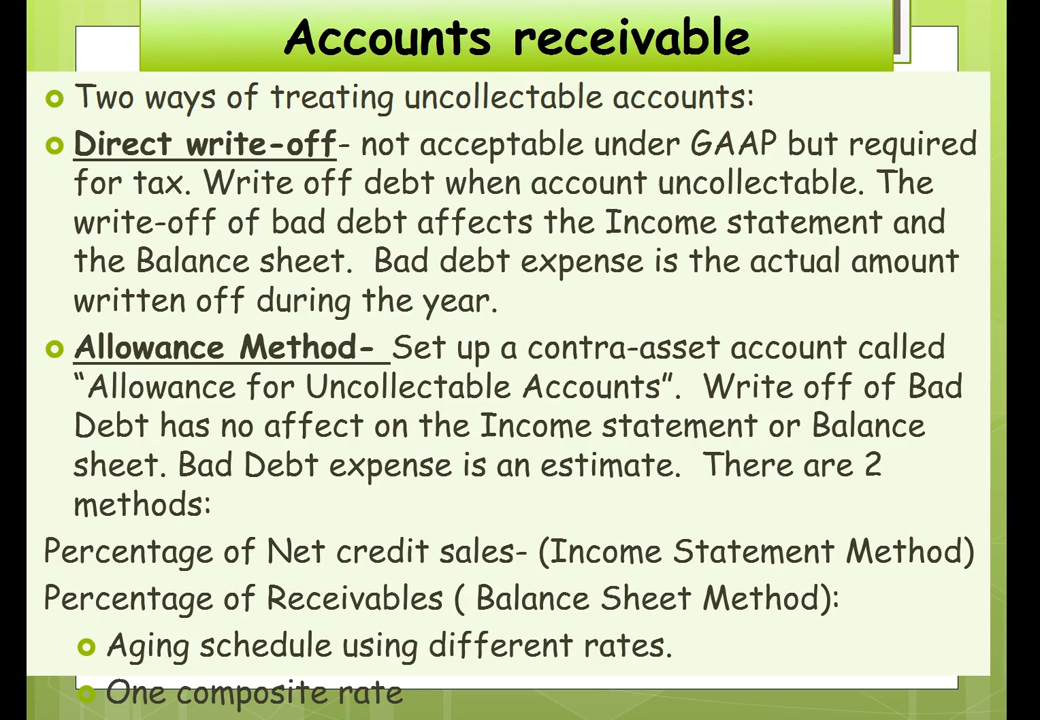 Accounts receivable
Two ways of treating uncollectable accounts:
Direct write-off- not acceptable under GAAP but required
for tax. Write off debt when account uncollectable. The
write-off of bad debt affects the Income statement and
the Balance sheet. Bad debt expense is the actual amount
written off during the year.
Allowance Method- Set up a contra-asset account called
“Allowance for Uncollectable Accounts”. Write off of Bad
Debt has no affect on the Income statement or Balance
sheet. Bad Debt expense is an estimate. There are 2
methods:
Percentage of Net credit sales- (Income Statement Method)
Percentage of Receivables ( Balance Sheet Method):
Aging schedule using different rates.
One composite rate